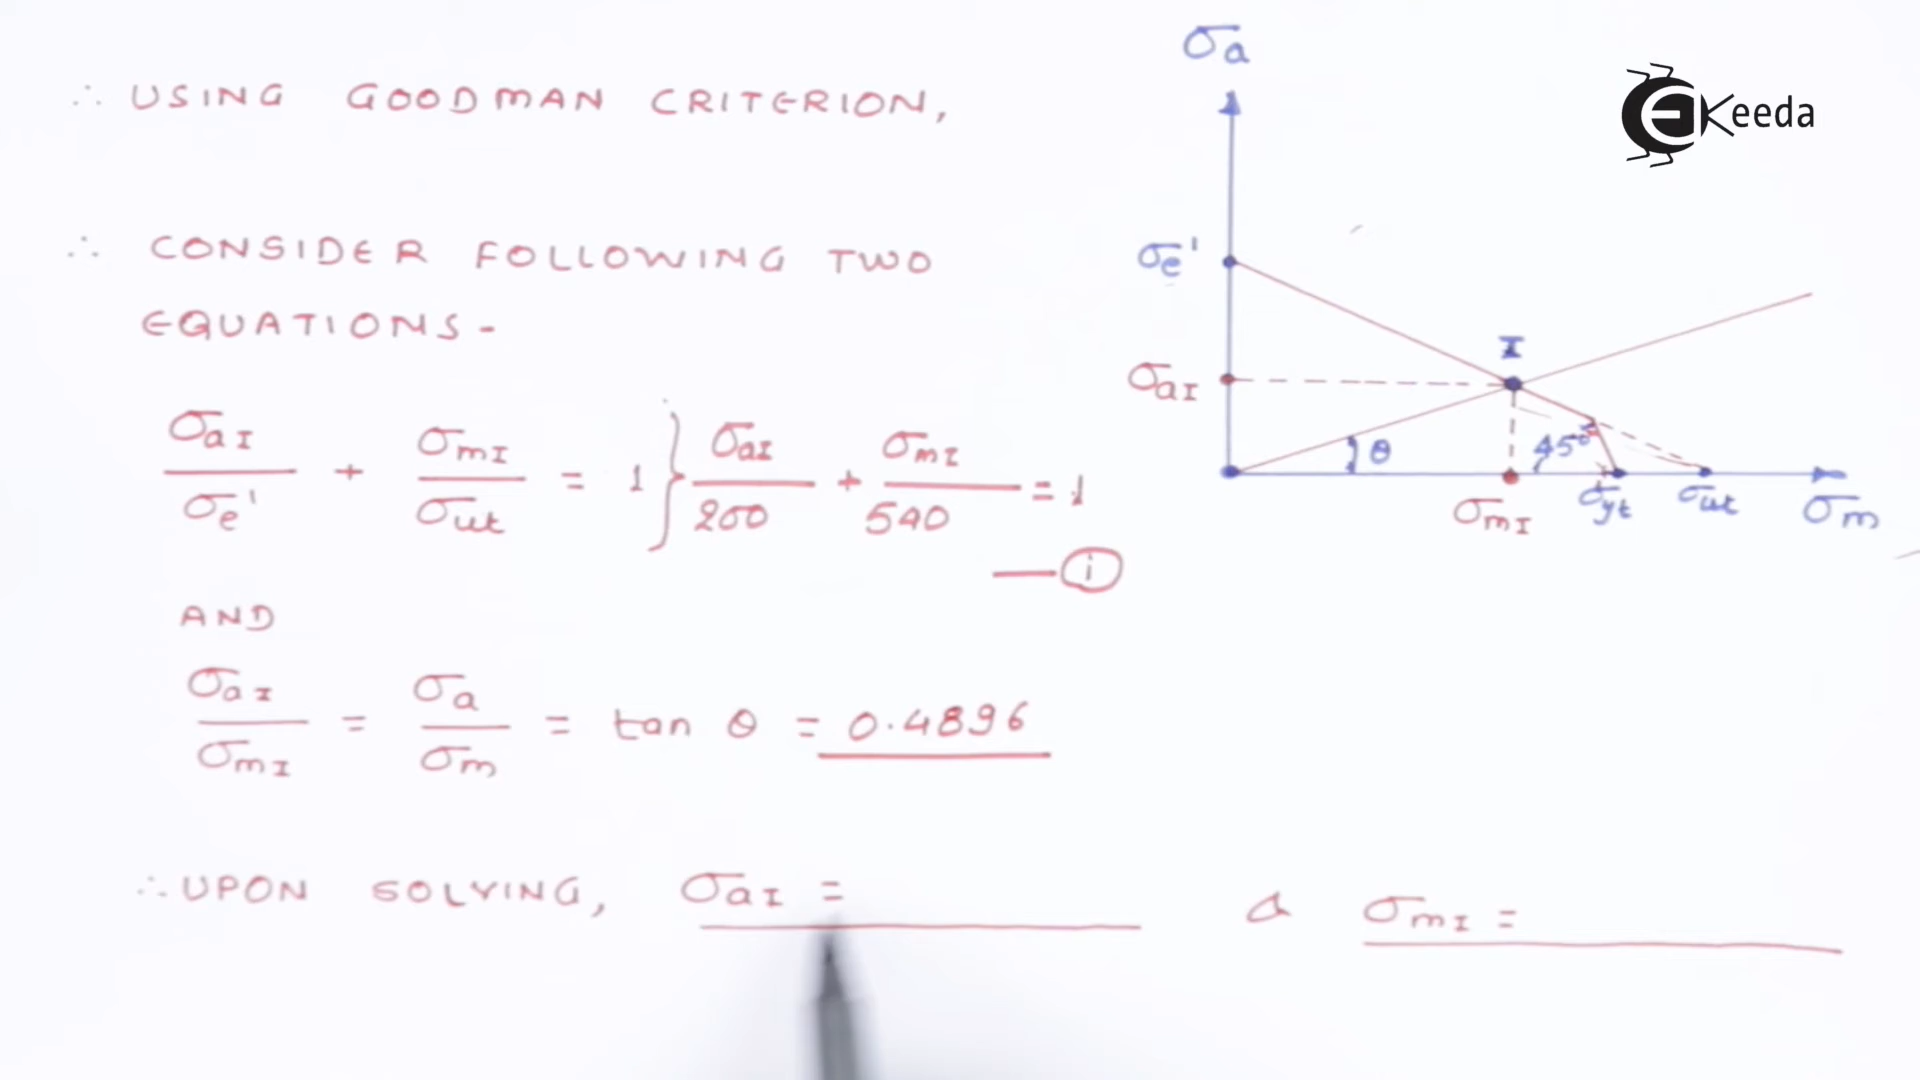 ∴ USING GOODMAN CRITERION,
∴ CONSIDER FOLLOWING TWO
EQUATIONS-
σaI/σe' + σmI/σut = 1 } σaI/200 + σmI/540 = 1
— (i)
AND
σaI/σmI = σa/σm = tan θ = 0.4896
∴ UPON SOLVING, σaI = & σmI =
σa
EKeeda
σe'
I
σaI
θ
45°
σmI
σyt
σut
σm